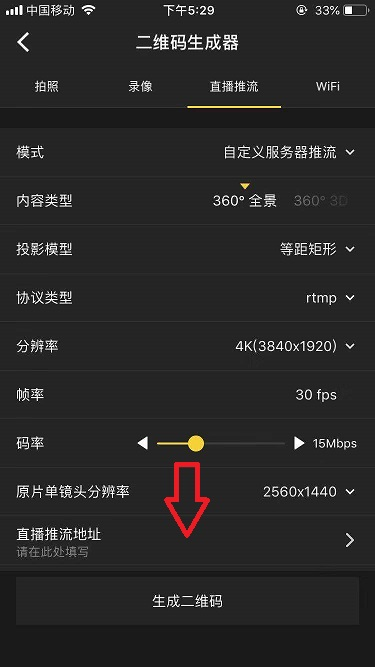 中国移动 下午5:29 33%
二维码生成器
拍照 录像 直播推流 WiFi
模式 自定义服务器推流
内容类型 360° 全景 360° 3D
投影模型 等距矩形
协议类型 rtmp
分辨率 4K(3840x1920)
帧率 30 fps
码率 15Mbps
原片单镜头分辨率 2560x1440
直播推流地址
请在此处填写
生成二维码